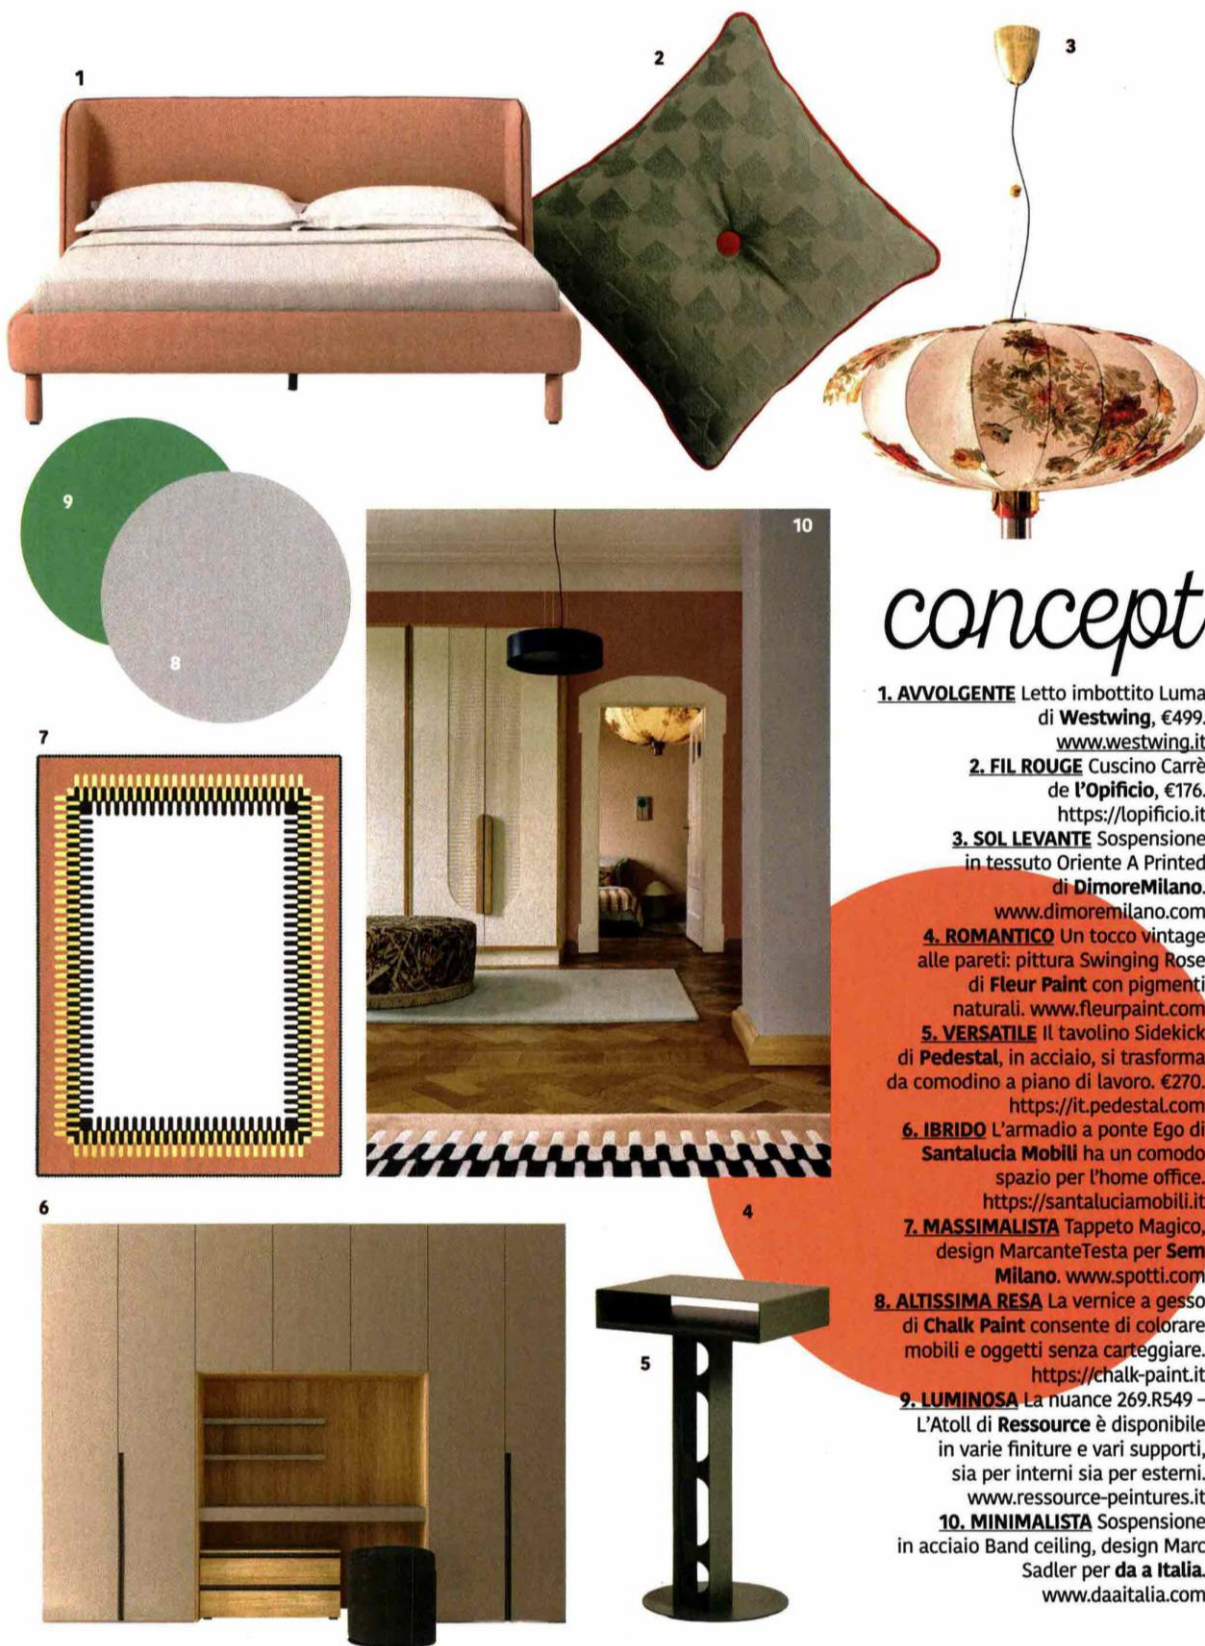 1
2
3
9
8
10
7
6
4
5
concept
1. AVVOLGENTE Letto imbottito Luma
di Westwing, €499.
www.westwing.it
2. FIL ROUGE Cuscino Carrè
de l'Opificio, €176.
https://lopificio.it
3. SOL LEVANTE Sospensione
in tessuto Oriente A Printed
di DimoreMilano.
www.dimoremilano.com
4. ROMANTICO Un tocco vintage
alle pareti: pittura Swinging Rose
di Fleur Paint con pigmenti
naturali. www.fleurpaint.com
5. VERSATILE Il tavolino Sidekick
di Pedestal, in acciaio, si trasforma
da comodino a piano di lavoro. €270.
https://it.pedestal.com
6. IBRIDO L'armadio a ponte Ego di
Santalucia Mobili ha un comodo
spazio per l'home office.
https://santaluciamobili.it
7. MASSIMALISTA Tappeto Magico,
design MarcanteTesta per Sem
Milano. www.spotti.com
8. ALTISSIMA RESA La vernice a gesso
di Chalk Paint consente di colorare
mobili e oggetti senza carteggiare.
https://chalk-paint.it
9. LUMINOSA La nuance 269.R549 –
L'Atoll di Ressource è disponibile
in varie finiture e vari supporti,
sia per interni sia per esterni.
www.ressource-peintures.it
10. MINIMALISTA Sospensione
in acciaio Band ceiling, design Marc
Sadler per da a Italia.
www.daaitalia.com